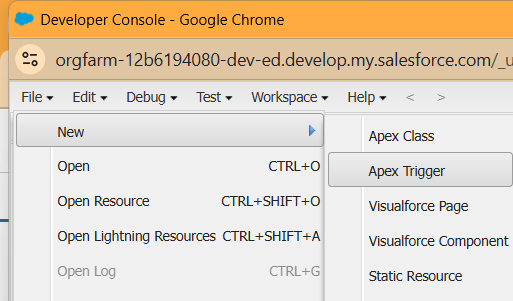 Developer Console - Google Chrome
orgfarm-12b6194080-dev-ed.develop.my.salesforce.com/_u
File Edit Debug Test Workspace Help < >
New
Open CTRL+O
Open Resource CTRL+SHIFT+O
Open Lightning Resources CTRL+SHIFT+A
Open Log CTRL+G
Apex Class
Apex Trigger
Visualforce Page
Visualforce Component
Static Resource